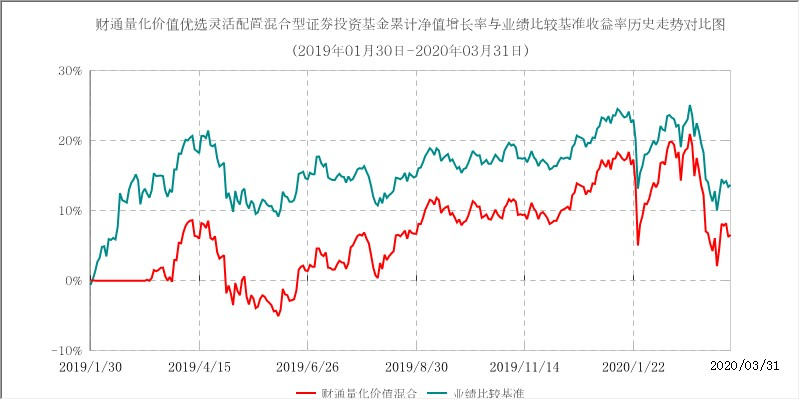 财通量化价值优选灵活配置混合型证券投资基金累计净值增长率与业绩比较基准收益率历史走势对比图
(2019年01月30日-2020年03月31日)
30%
20%
10%
0%
-10%
2019/1/30 2019/4/15 2019/6/26 2019/8/30 2019/11/14 2020/1/22 2020/03/31
财通量化价值混合 业绩比较基准